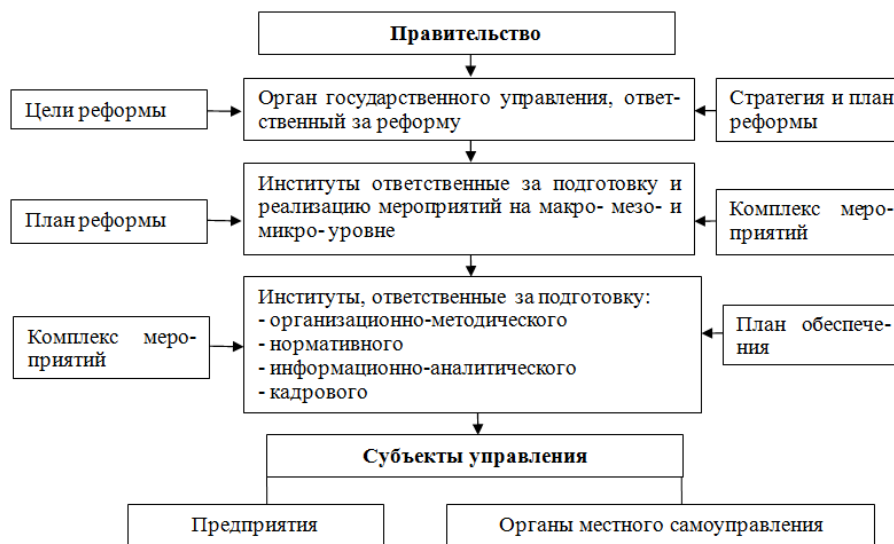 Правительство
Цели реформы
Орган государственного управления, ответ-
ственный за реформу
Стратегия и план
реформы
План реформы
Институты ответственные за подготовку и
реализацию мероприятий на макро- мезо- и
микро- уровне
Комплекс меро-
приятий
Комплекс меро-
приятий
Институты, ответственные за подготовку:
- организационно-методического
- нормативного
- информационно-аналитического
- кадрового
План обеспече-
ния
Субъекты управления
Предприятия
Органы местного самоуправления